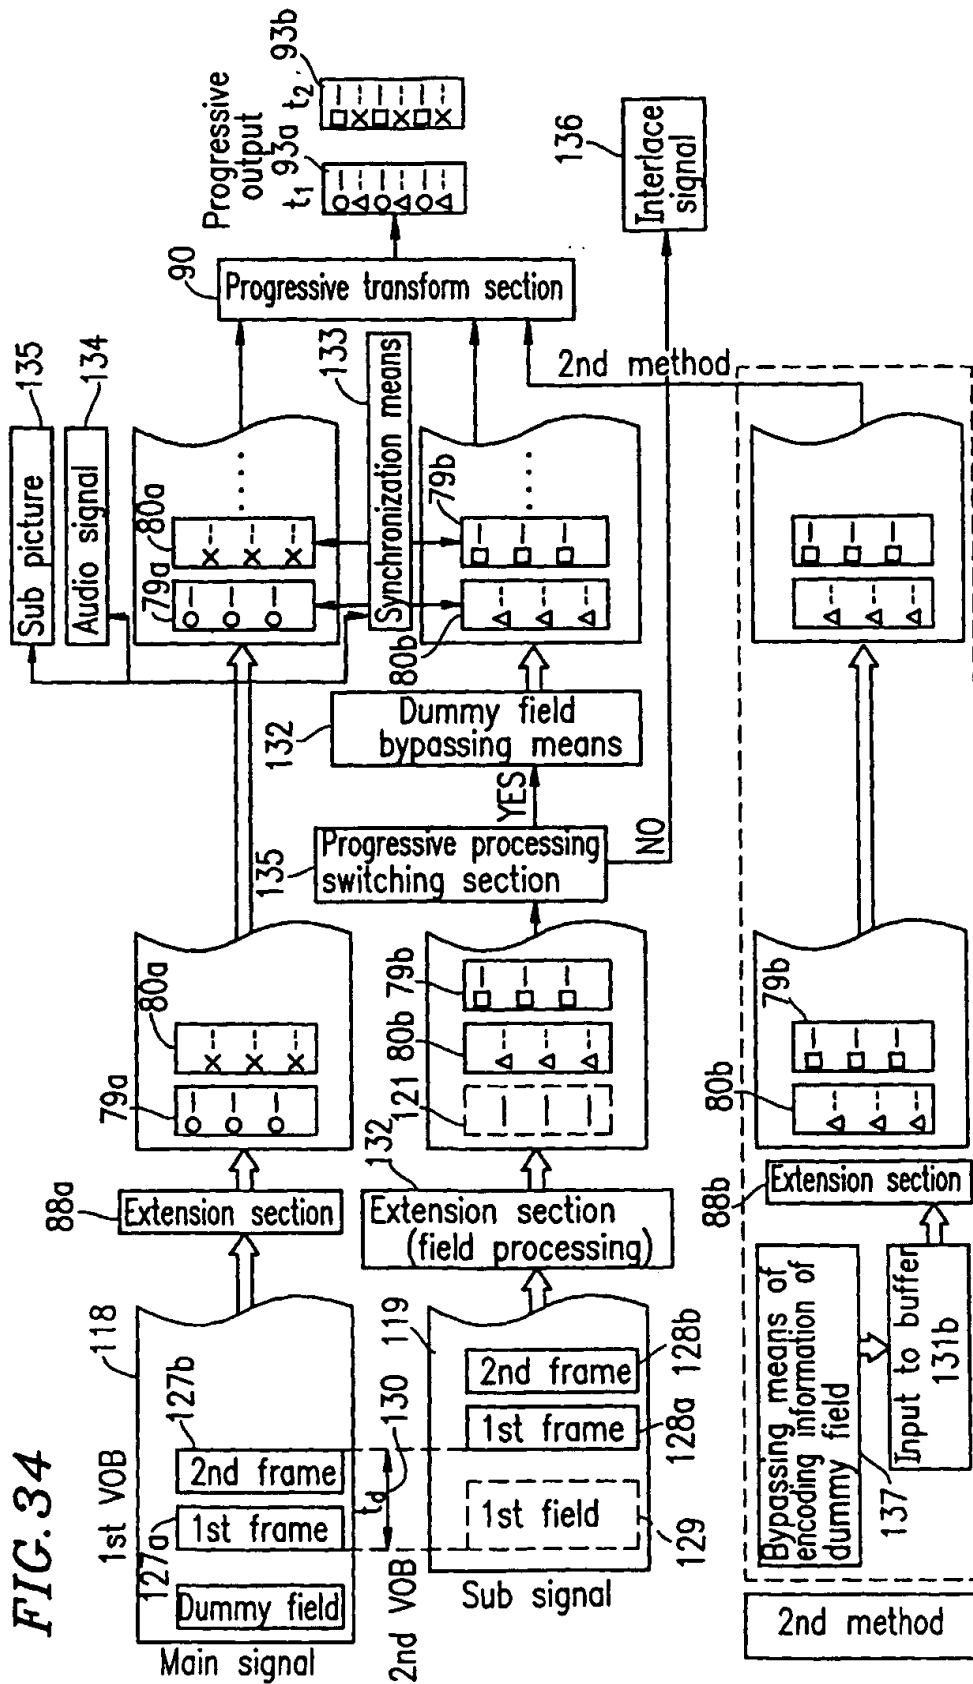 FIG.34
1st VOB
118
127a
127b
Dummy field
1st frame
2nd frame
Main signal
88a
Extension section
79a
80a
79a
80a
135
Sub picture
134
Audio signal
90
Progressive transform section
Progressive
output
93a
93b
t1
t2
2nd VOB
td
130
119
1st field
1st frame
2nd frame
129
128a
128b
Sub signal
132
Extension section
(field processing)
121
80b
79b
135
Progressive processing
switching section
YES
NO
132
Dummy field
bypassing means
133
Synchronization means
80b
79b
136
Interlace
signal
2nd method
2nd method
Bypassing means of
encoding information of
dummy field
137
Input to buffer
131b
88b
Extension section
80b
79b